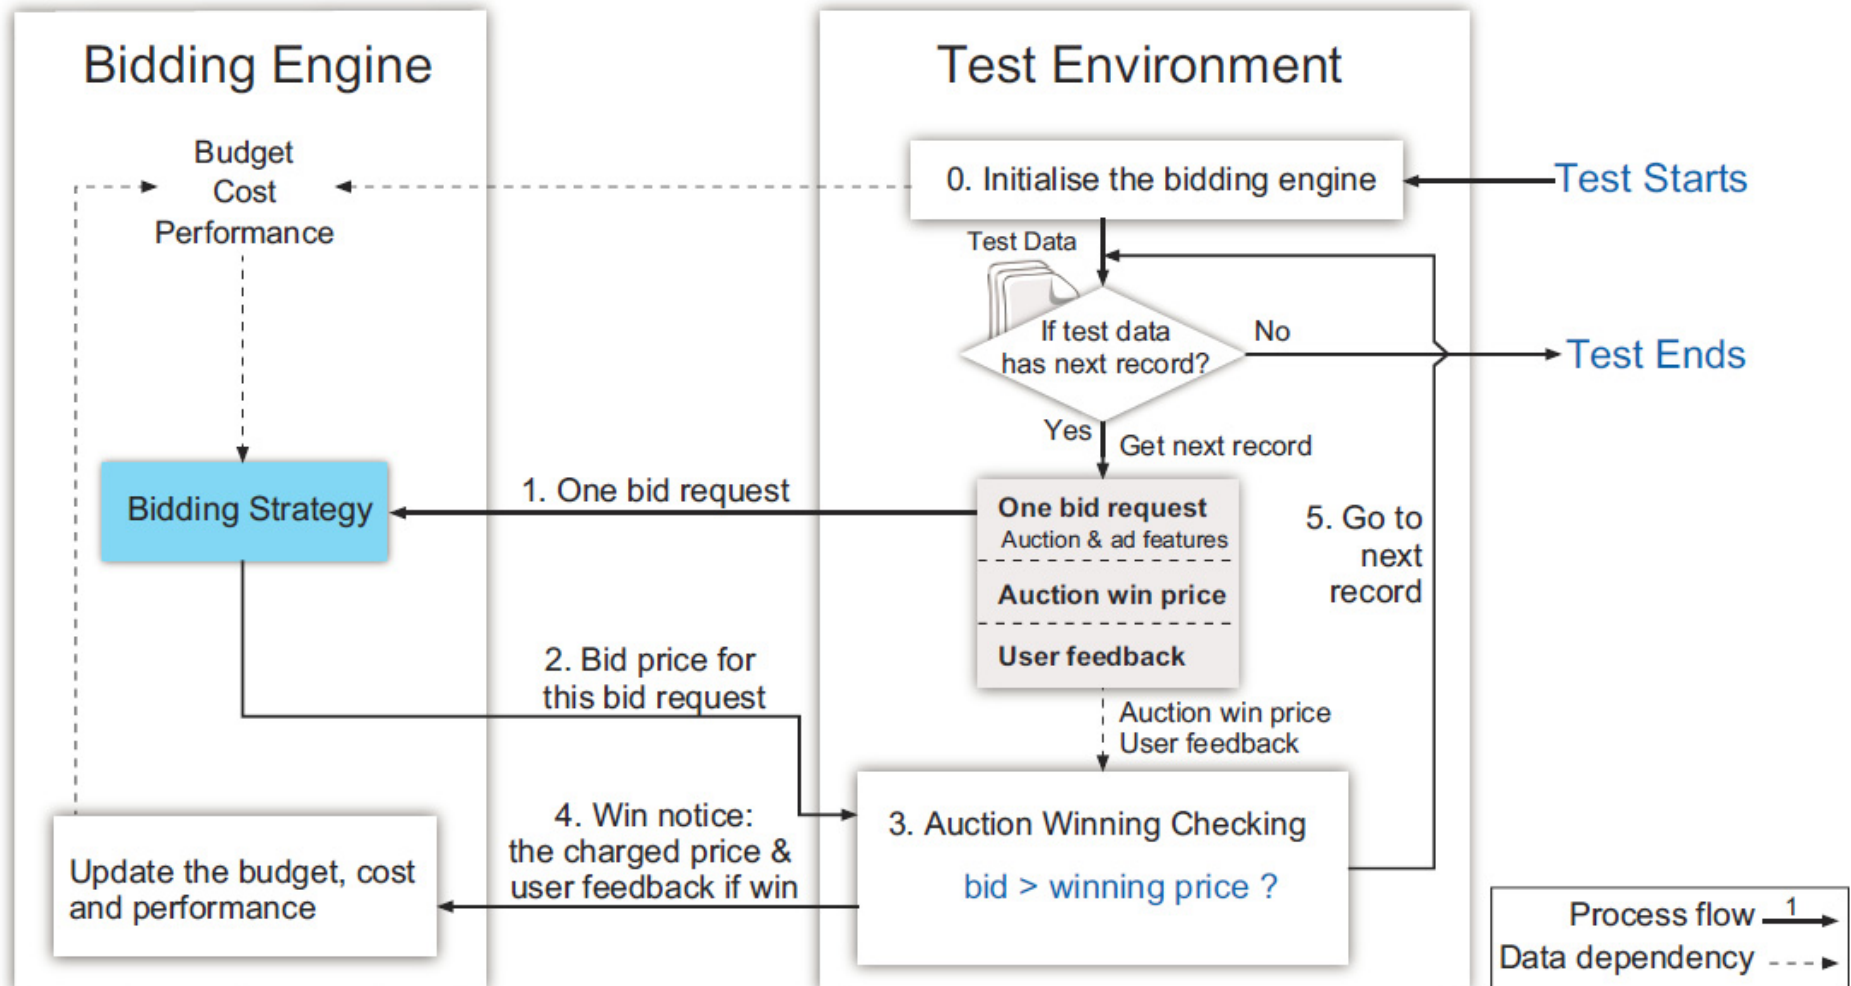 Bidding Engine
Budget
Cost
Performance
Bidding Strategy
Update the budget, cost
and performance
1. One bid request
2. Bid price for
this bid request
4. Win notice:
the charged price &
user feedback if win
Test Environment
0. Initialise the bidding engine
Test Data
If test data
has next record?
No
Yes
Get next record
One bid request
Auction & ad features
Auction win price
User feedback
Auction win price
User feedback
3. Auction Winning Checking
bid > winning price ?
5. Go to
next
record
Test Starts
Test Ends
Process flow 1
Data dependency